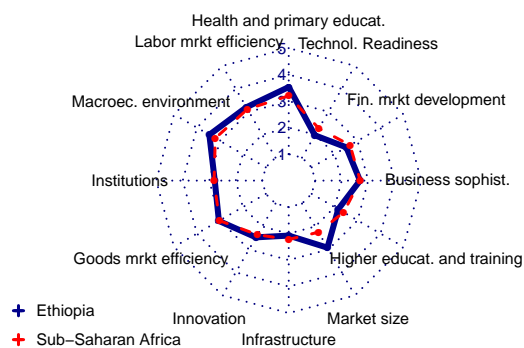 Health and primary educat.
Labor mrkt efficiency
Technol. Readiness
5
4
3
2
1
Macroec. environment
Fin. mrkt development
Institutions
Business sophist.
Goods mrkt efficiency
Higher educat. and training
Innovation
Market size
Infrastructure
Ethiopia
Sub−Saharan Africa